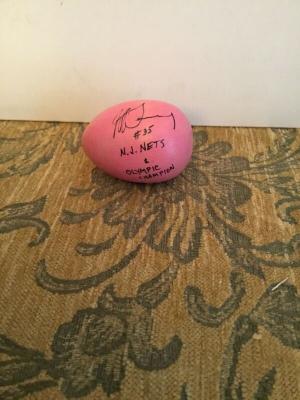 #35
N.J. NETS
&
OLYMPIC
CHAMPION